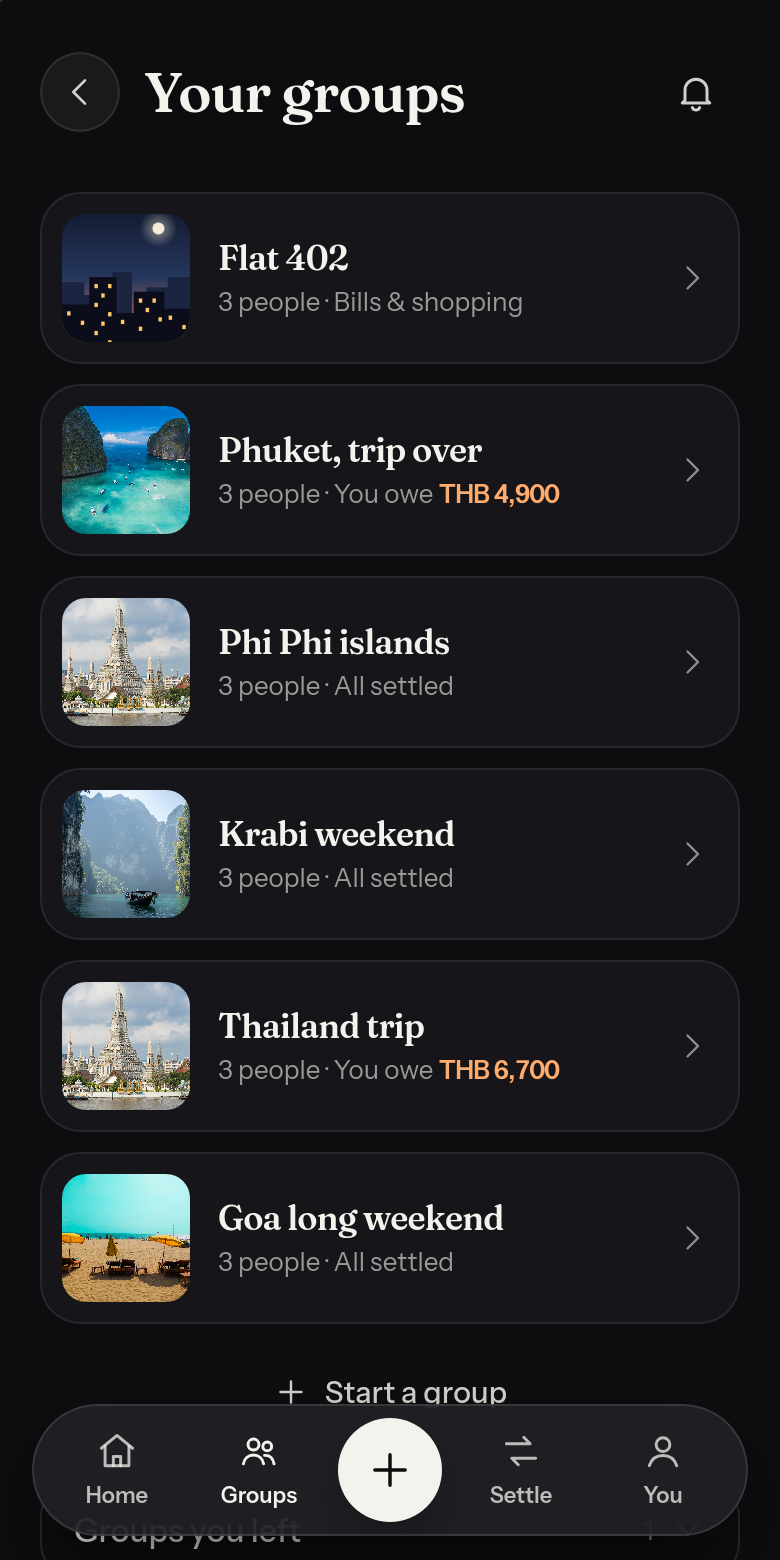 Your groups
Flat 402
3 people · Bills & shopping
Phuket, trip over
3 people · You owe THB 4,900
Phi Phi islands
3 people · All settled
Krabi weekend
3 people · All settled
Thailand trip
3 people · You owe THB 6,700
Goa long weekend
3 people · All settled
Start a group
Home Groups Settle You
Groups you left 1